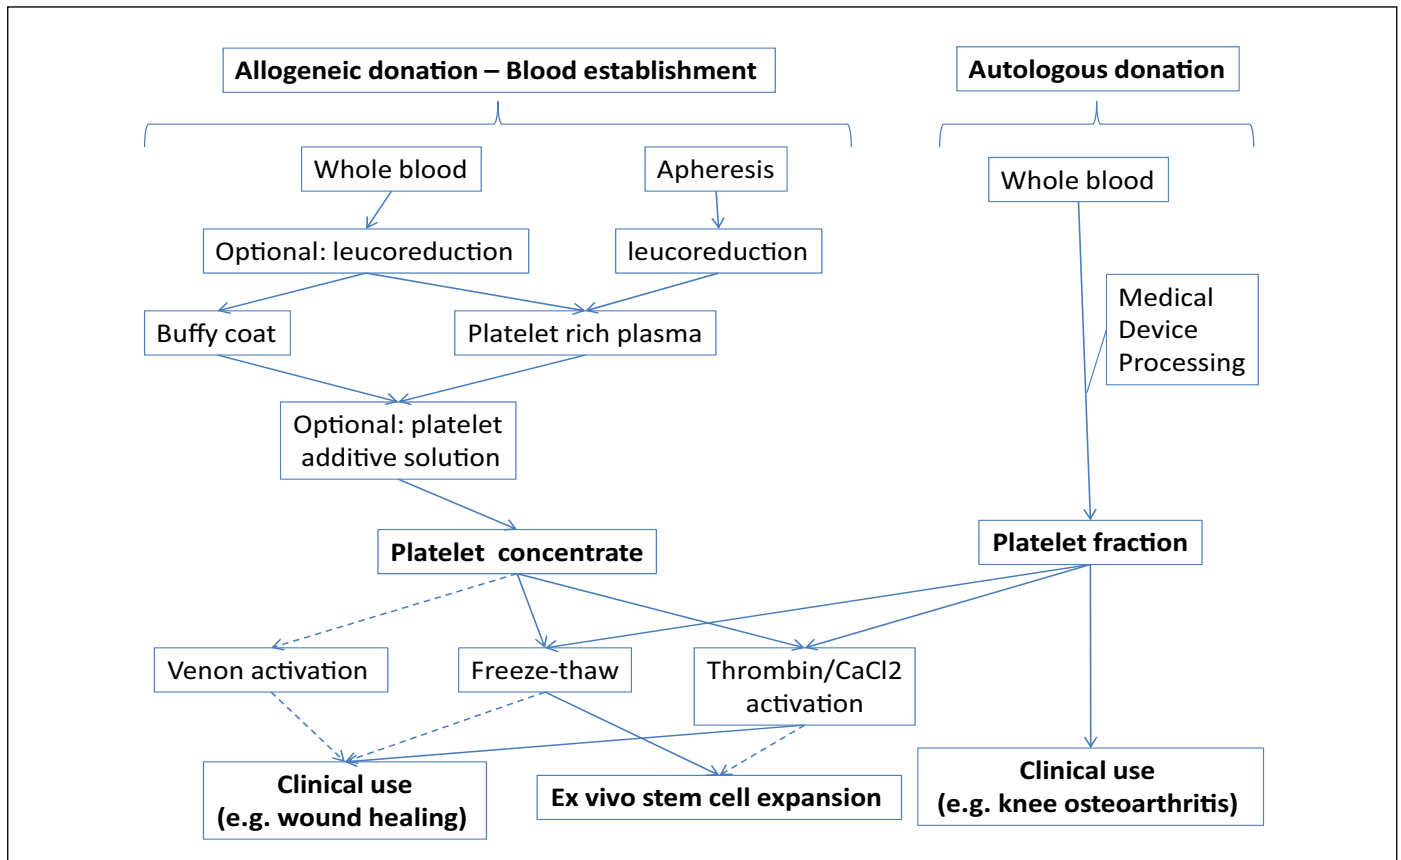 Allogeneic donation – Blood establishment
Autologous donation
Whole blood
Apheresis
Whole blood
Optional: leucoreduction
leucoreduction
Medical
Device
Processing
Buffy coat
Platelet rich plasma
Optional: platelet
additive solution
Platelet concentrate
Platelet fraction
Venon activation
Freeze-thaw
Thrombin/CaCl2
activation
Clinical use
(e.g. wound healing)
Ex vivo stem cell expansion
Clinical use
(e.g. knee osteoarthritis)